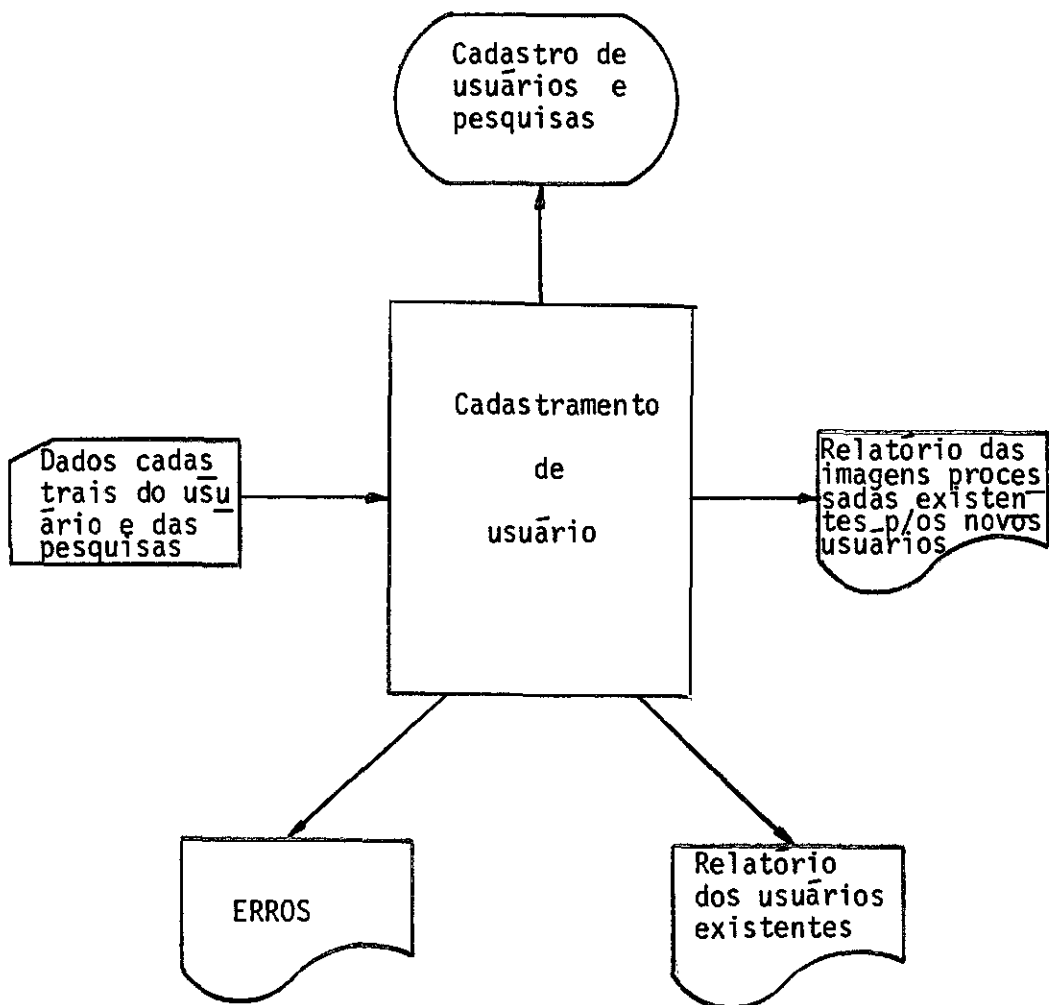 Cadastro de
usuários e
pesquisas
Cadastramento
de
usuário
Dados cadas
trais do usu
ário e das
pesquisas
Relatório das
imagens proces
sadas existen
tes p/os novos
usuários
ERROS
Relatório
dos usuários
existentes